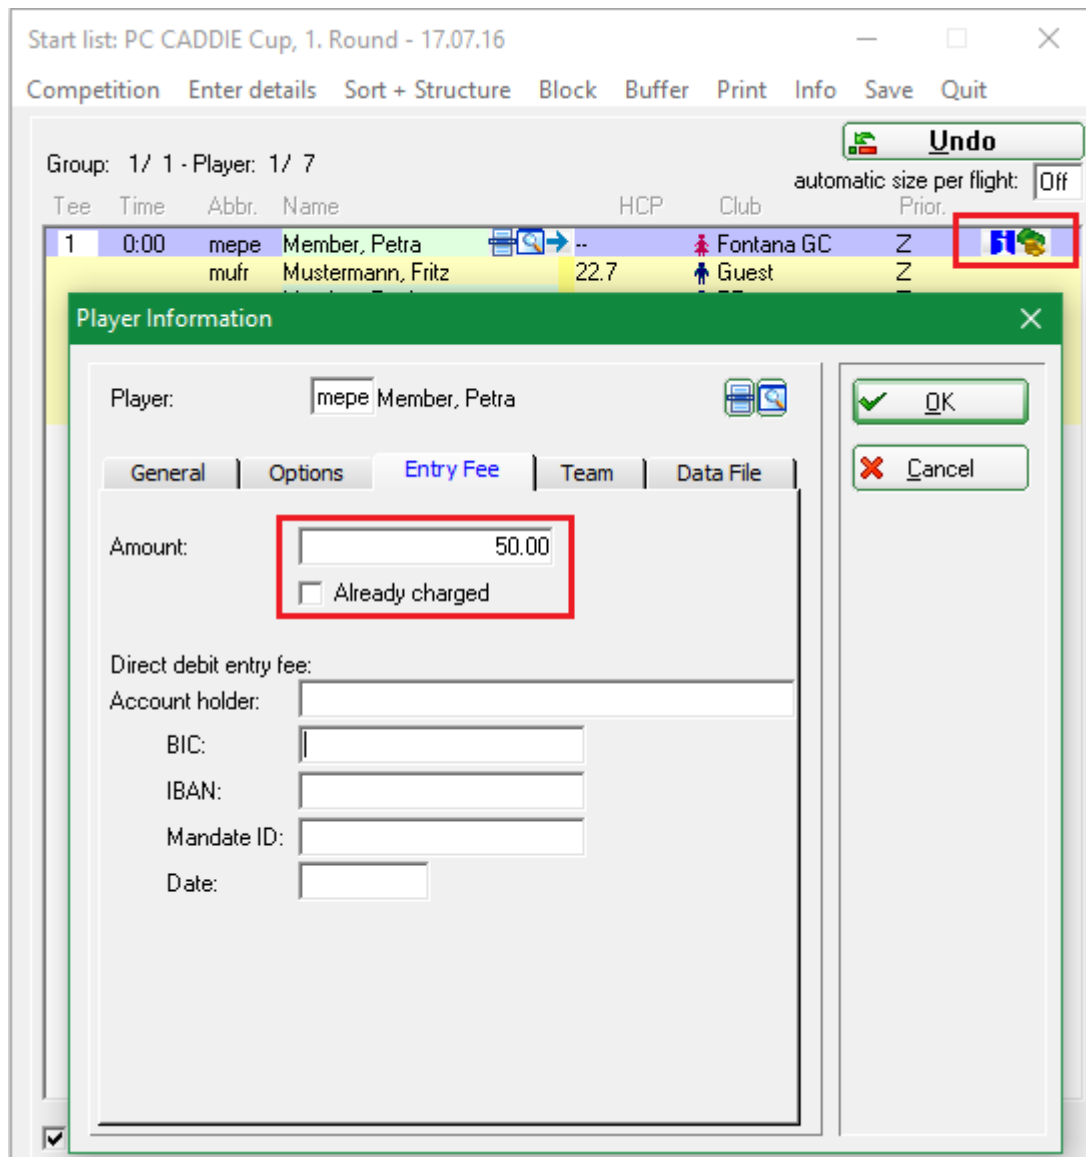 Start list: PC CADDIE Cup, 1. Round - 17.07.16
Competition Enter details Sort + Structure Block Buffer Print Info Save Quit
Undo
Group: 1/ 1 - Player: 1/ 7
automatic size per flight: Off
Tee Time Abbr. Name HCP Club Prior.
1 0:00 mepe Member, Petra -- Fontana GC Z
mufr Mustermann, Fritz 22.7 Guest Z
Player Information
Player: mepe Member, Petra
OK
General Options Entry Fee Team Data File
Cancel
Amount: 50.00
Already charged
Direct debit entry fee:
Account holder:
BIC:
IBAN:
Mandate ID:
Date: